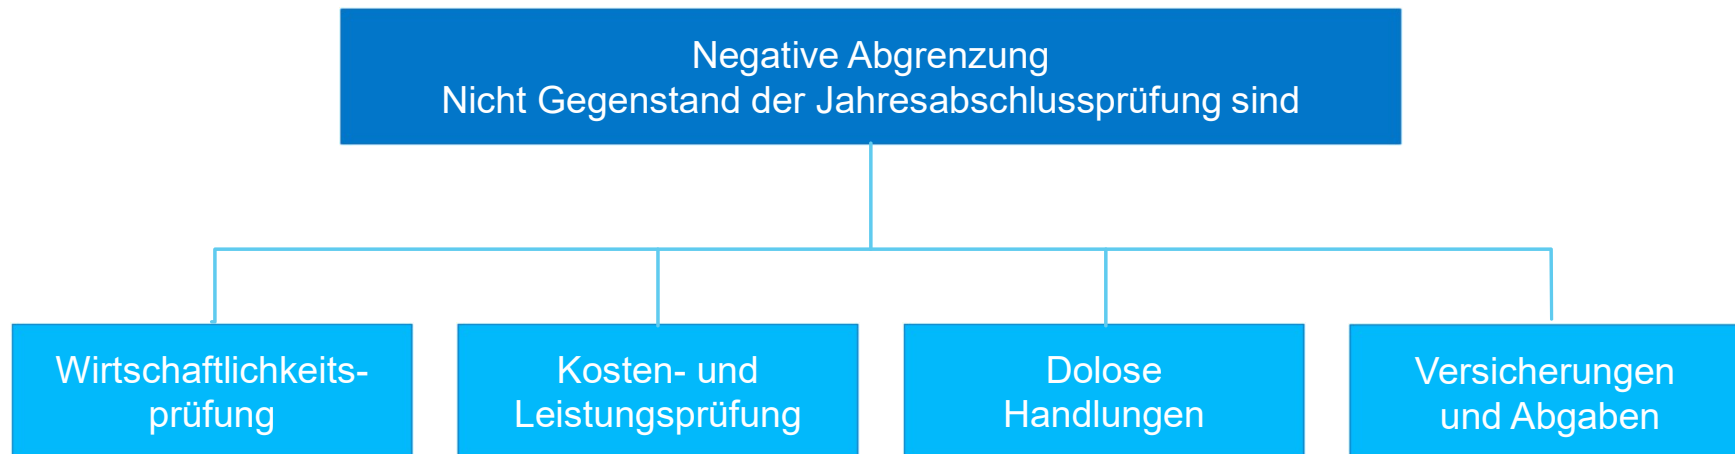 Negative Abgrenzung
Nicht Gegenstand der Jahresabschlussprüfung sind
Wirtschaftlichkeits-
prüfung
Kosten- und
Leistungsprüfung
Dolose
Handlungen
Versicherungen
und Abgaben